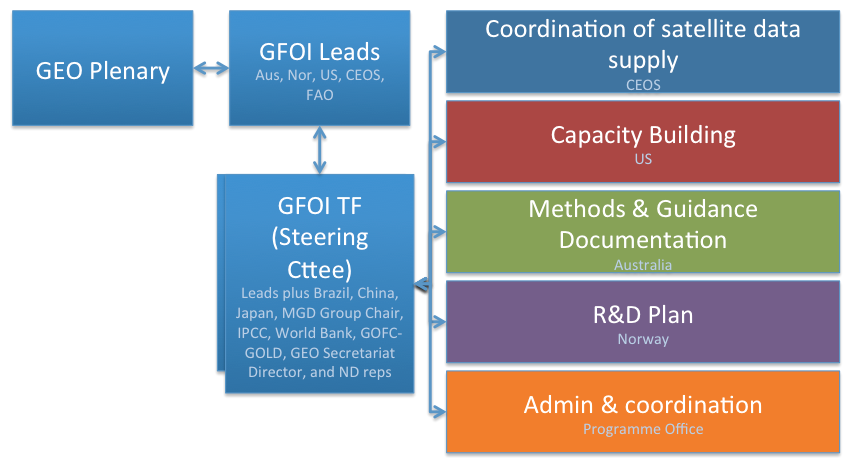 GEO Plenary
GFOI Leads
Aus, Nor, US, CEOS,
FAO
GFOI TF
(Steering
Cttee)
Leads plus Brazil, China,
Japan, MGD Group Chair,
IPCC, World Bank, GOFC-
GOLD, GEO Secretariat
Director, and ND reps
Coordination of satellite data
supply
CEOS
Capacity Building
US
Methods & Guidance
Documentation
Australia
R&D Plan
Norway
Admin & coordination
Programme Office